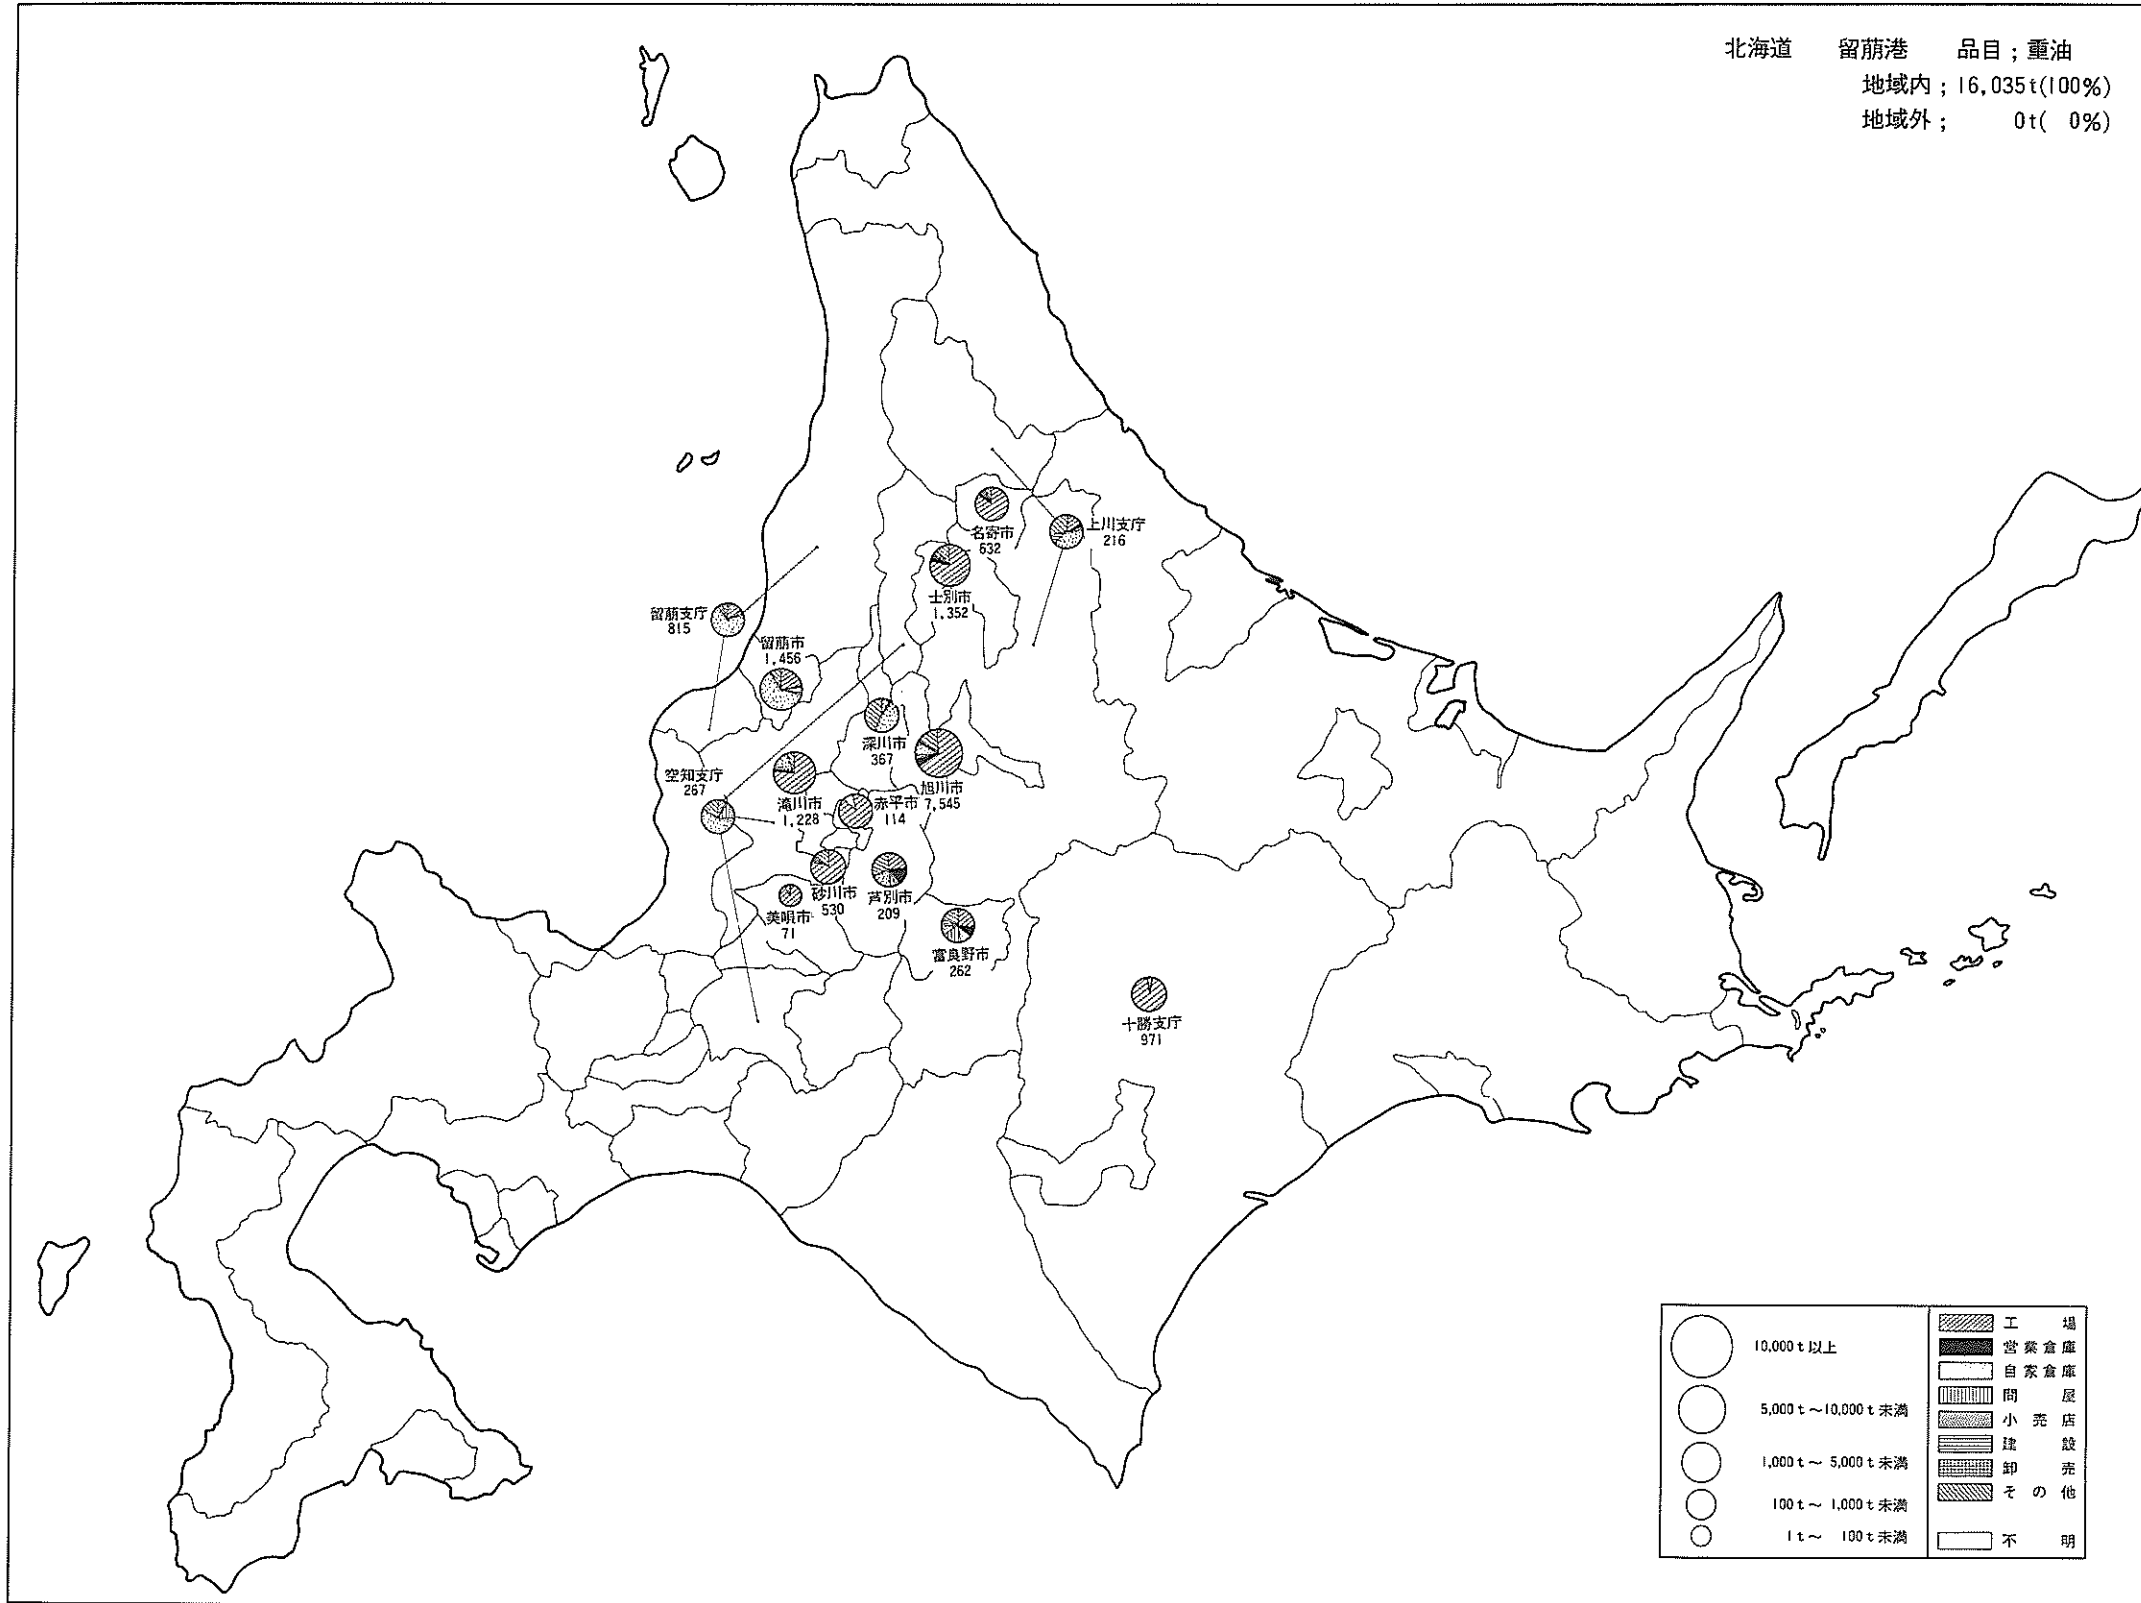 北海道 留萠港 品目；重油
地域内；16,035t(100%)
地域外； 0t( 0%)
名寄市
632
上川支庁
216
士別市
1,352
留萠支庁
815
留萠市
1,456
深川市
367
旭川市
7,545
空知支庁
267
滝川市
1,228
赤平市
114
砂川市
530
芦別市
209
美唄市
71
富良野市
262
十勝支庁
971
10,000t以上
5,000t～10,000t未満
1,000t～5,000t未満
100t～1,000t未満
1t～100t未満
工場
営業倉庫
自家倉庫
問屋
小売店
建設
卸売
その他
不明